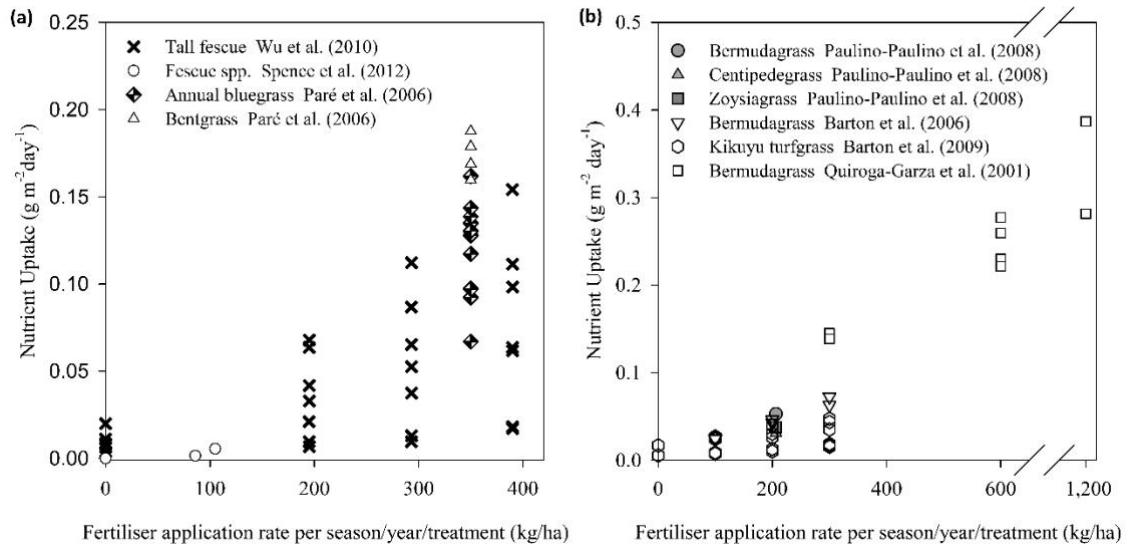 (a)
0.25
0.20
0.15
0.10
0.05
0.00
Nutrient Uptake (g m-2 day-1)
Tall fescue Wu et al. (2010)
Fescue spp. Spence et al. (2012)
Annual bluegrass Paré et al. (2006)
Bentgrass Paré et al. (2006)
0 100 200 300 400
Fertiliser application rate per season/year/treatment (kg/ha)
(b)
0.5
0.4
0.3
0.2
0.1
0.0
Nutrient Uptake (g m-2 day-1)
Bermudagrass Paulino-Paulino et al. (2008)
Centipedegrass Paulino-Paulino et al. (2008)
Zoysiagrass Paulino-Paulino et al. (2008)
Bermudagrass Barton et al. (2006)
Kikuyu turfgrass Barton et al. (2009)
Bermudagrass Quiroga-Garza et al. (2001)
0 200 400 600 1,200
Fertiliser application rate per season/year/treatment (kg/ha)